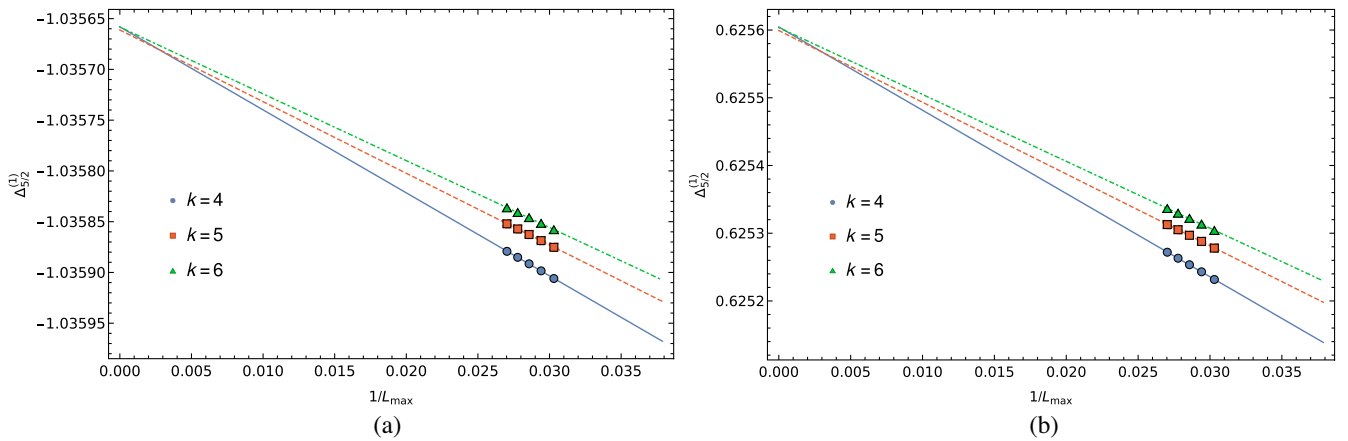 −1.03565
−1.03570
−1.03575
−1.03580
−1.03585
−1.03590
−1.03595
Δ5/2(1)
k = 4
k = 5
k = 6
0.000 0.005 0.010 0.015 0.020 0.025 0.030 0.035
1/Lmax
(a)
0.6256
0.6255
0.6254
0.6253
0.6252
Δ5/2(1)
k = 4
k = 5
k = 6
0.000 0.005 0.010 0.015 0.020 0.025 0.030 0.035
1/Lmax
(b)